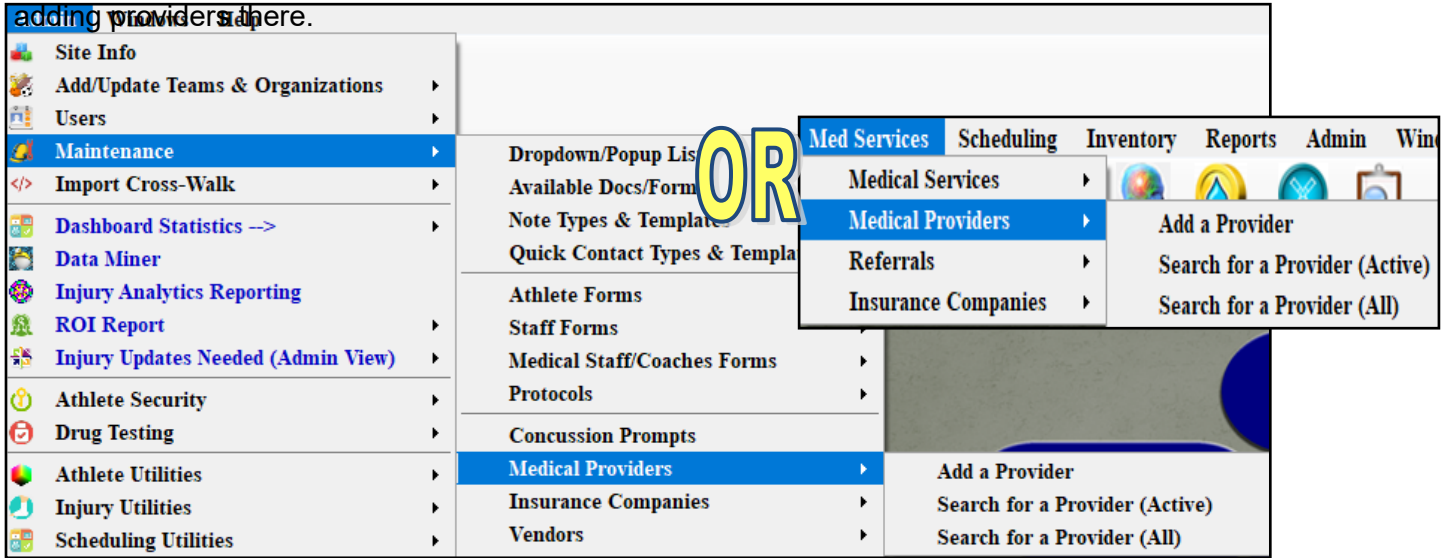 adding providers there.
Windows Help
Site Info
Add/Update Teams & Organizations
Users
Maintenance
Import Cross-Walk
Dashboard Statistics -->
Data Miner
Injury Analytics Reporting
ROI Report
Injury Updates Needed (Admin View)
Athlete Security
Drug Testing
Athlete Utilities
Injury Utilities
Scheduling Utilities
Dropdown/Popup Lis
Available Docs/Form
Note Types & Templates
Quick Contact Types & Templa
Athlete Forms
Staff Forms
Medical Staff/Coaches Forms
Protocols
Concussion Prompts
Medical Providers
Insurance Companies
Vendors
Add a Provider
Search for a Provider (Active)
Search for a Provider (All)
OR
Med Services Scheduling Inventory Reports Admin Wind
Medical Services
Medical Providers
Referrals
Insurance Companies
Add a Provider
Search for a Provider (Active)
Search for a Provider (All)